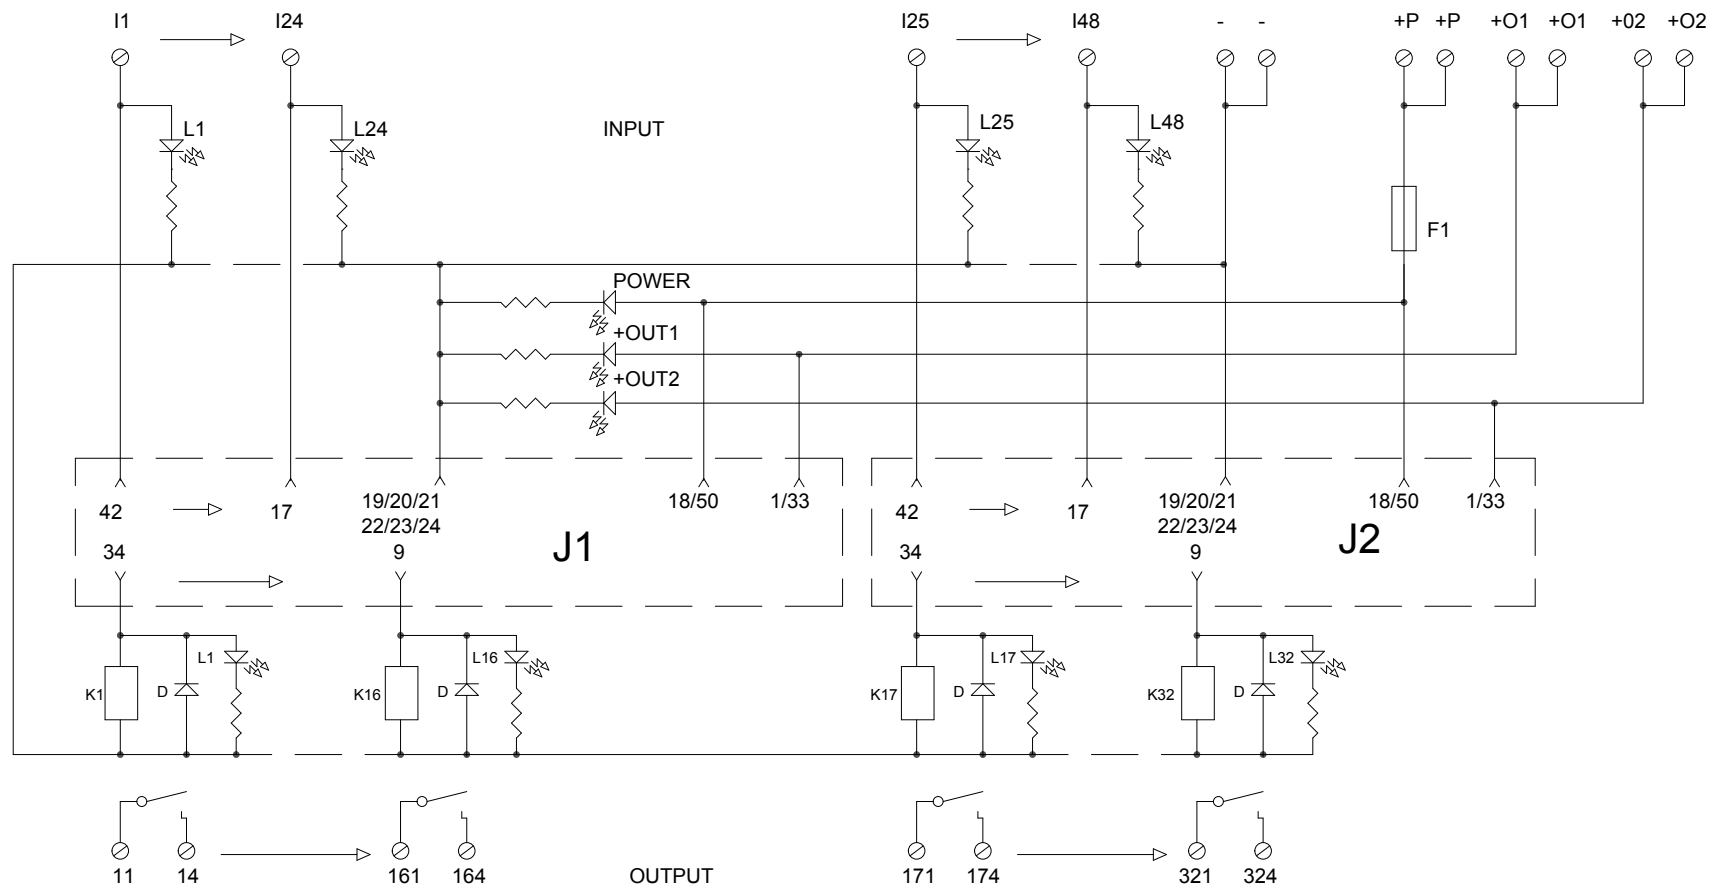 I1 I24 I25 I48 - - +P +P +O1 +O1 +02 +O2
L1 L24 INPUT L25 L48
F1
POWER
+OUT1
+OUT2
19/20/21 18/50 1/33 19/20/21 18/50 1/33
42 17 42 17
22/23/24 22/23/24
J1 J2
34 9 34 9
L1 L16 L17 L32
K1 D K16 D K17 D K32 D
11 14 161 164 OUTPUT 171 174 321 324